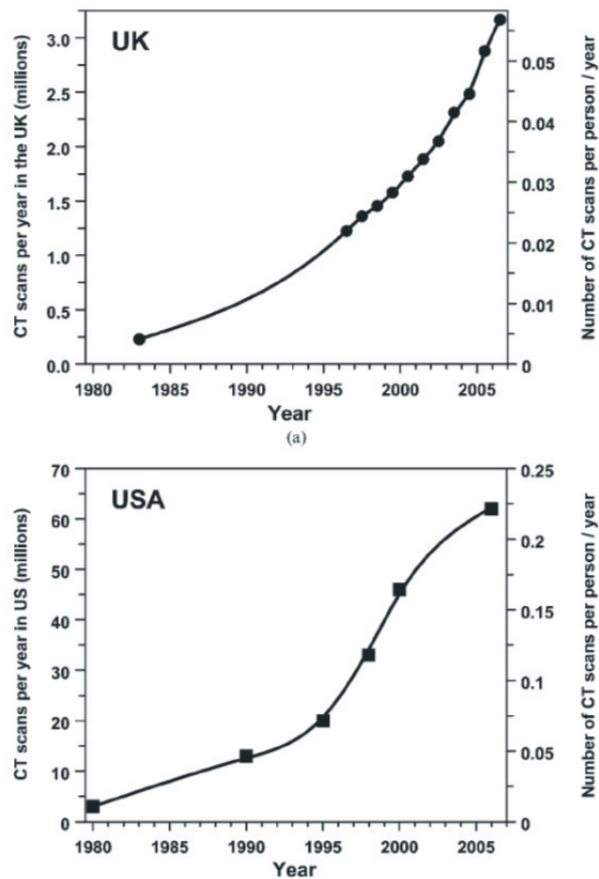 UK
CT scans per year in the UK (millions)
3.0
2.5
2.0
1.5
1.0
0.5
0.0
0.05
0.04
0.03
0.02
0.01
0
Number of CT scans per person / year
1980 1985 1990 1995 2000 2005
Year
(a)
USA
CT scans per year in US (millions)
70
60
50
40
30
20
10
0
0.25
0.2
0.15
0.1
0.05
0
Number of CT scans per person / year
1980 1985 1990 1995 2000 2005
Year